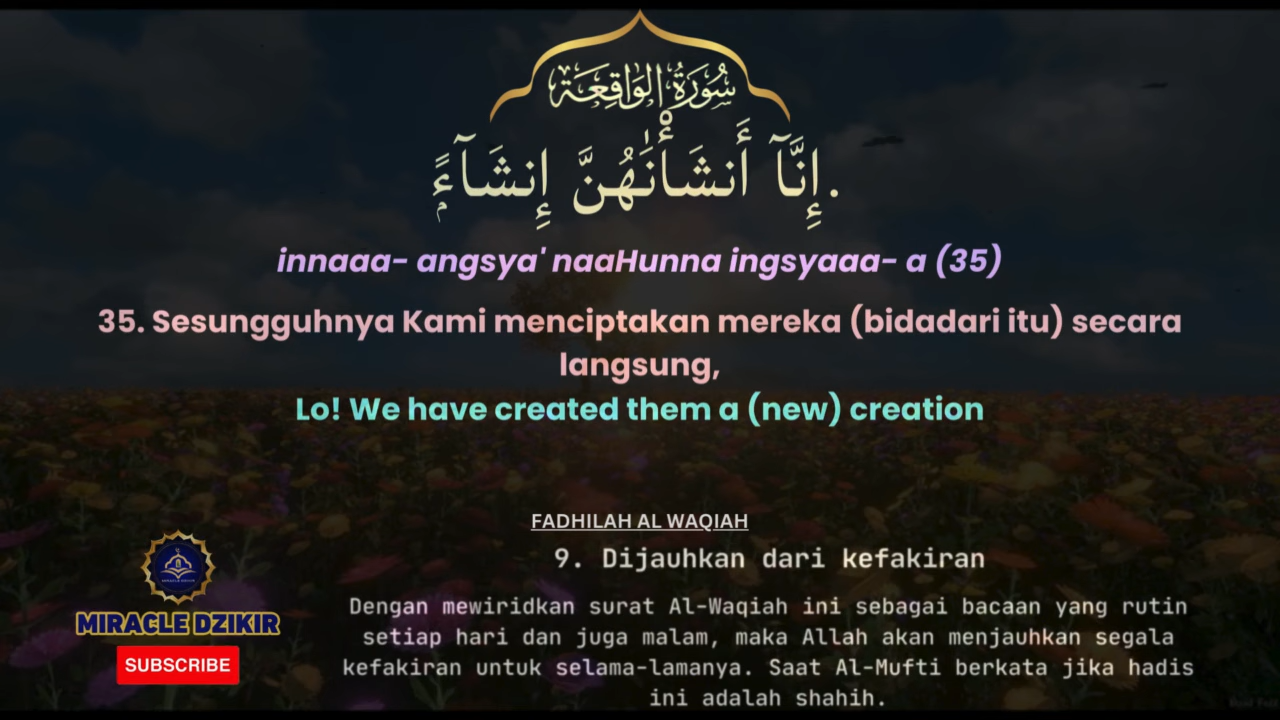 سُورَةُ الوَاقِعَة
إِنَّآ أَنشَأْنَٰهُنَّ إِنشَآءًۭ.
innaaa- angsya' naaHunna ingsyaaa- a (35)
35. Sesungguhnya Kami menciptakan mereka (bidadari itu) secara
langsung,
Lo! We have created them a (new) creation
FADHILAH AL WAQIAH
9. Dijauhkan dari kefakiran
Dengan mewiridkan surat Al-Waqiah ini sebagai bacaan yang rutin
setiap hari dan juga malam, maka Allah akan menjauhkan segala
kefakiran untuk selama-lamanya. Saat Al-Mufti berkata jika hadis
ini adalah shahih.
MIRACLE DZIKIR
MIRACLE DZIKIR
SUBSCRIBE